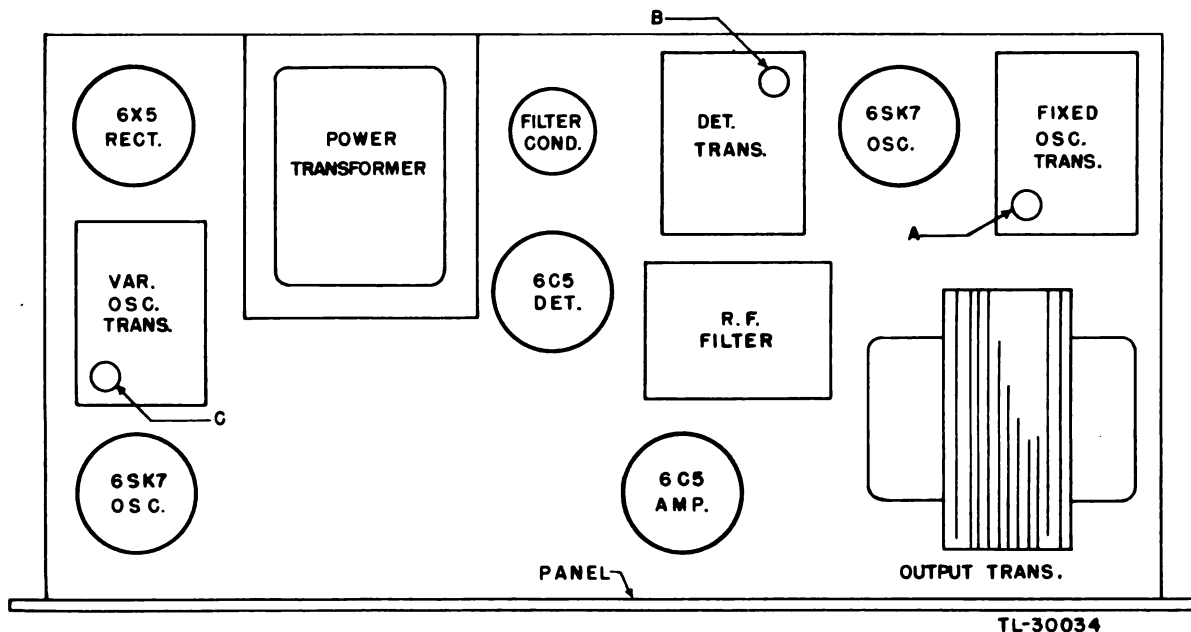 B
6X5
RECT.
POWER
TRANSFORMER
FILTER
COND.
DET.
TRANS.
6SK7
OSC.
FIXED
OSC.
TRANS.
A
VAR.
OSC.
TRANS.
C
6C5
DET.
R.F.
FILTER
6SK7
OSC.
6C5
AMP.
OUTPUT TRANS.
PANEL
TL-30034